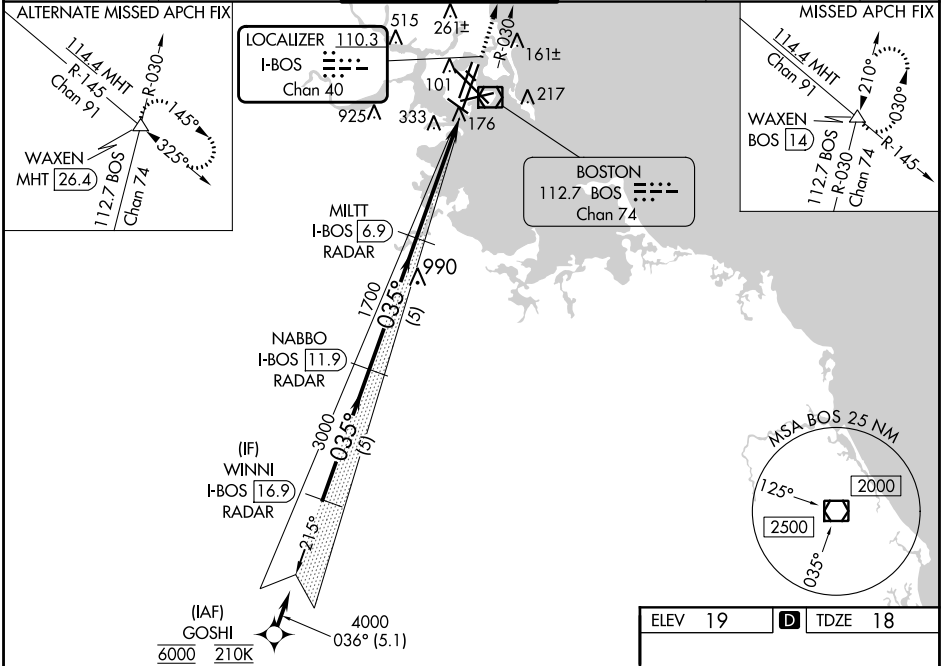 ALTERNATE MISSED APCH FIX
114.4 MHT
R-145
Chan 91
R-030
145°
325°
WAXEN
MHT 26.4
112.7 BOS
Chan 74
LOCALIZER 110.3
I-BOS
Chan 40
515
261±
R-030
161±
101
217
925
333
176
BOSTON
112.7 BOS
Chan 74
MISSED APCH FIX
114.4 MHT
Chan 91
210°
030°
WAXEN
BOS 14
R-145
112.7 BOS
R-030
Chan 74
MILTT
I-BOS 6.9
RADAR
990
1700
035°
(5)
NABBO
I-BOS 11.9
RADAR
3000
035°
(5)
(IF)
WINNI
I-BOS 16.9
RADAR
215°
(IAF)
GOSHI
6000 210K
4000
036° (5.1)
MSA BOS 25 NM
125°
2000
2500
035°
ELEV 19
D
TDZE 18